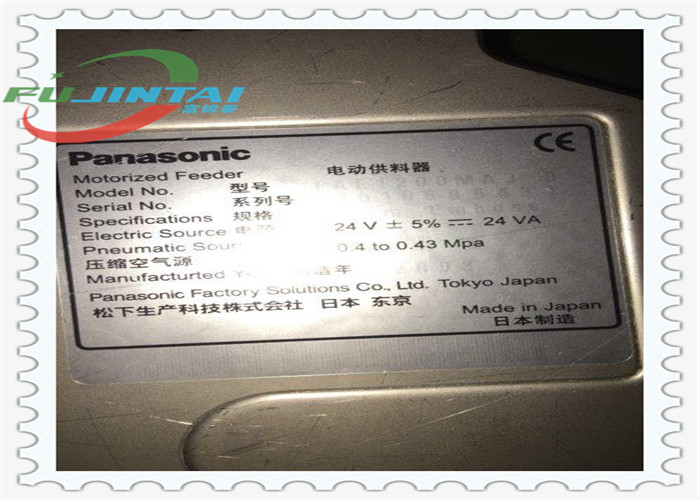 FUJINTAI
富锦泰
Panasonic
CE
Motorized Feeder 电动供料器
Model No. 型号
Serial No. 系列号
Specifications 规格
Electric Source 24 V ± 5% ⎓ 24 VA
Pneumatic 0.4 to 0.43 Mpa
压缩空气源
Manufacturted 年
Panasonic Factory Solutions Co., Ltd. Tokyo Japan
松下生产科技株式会社 日本 东京
Made in Japan
日本制造